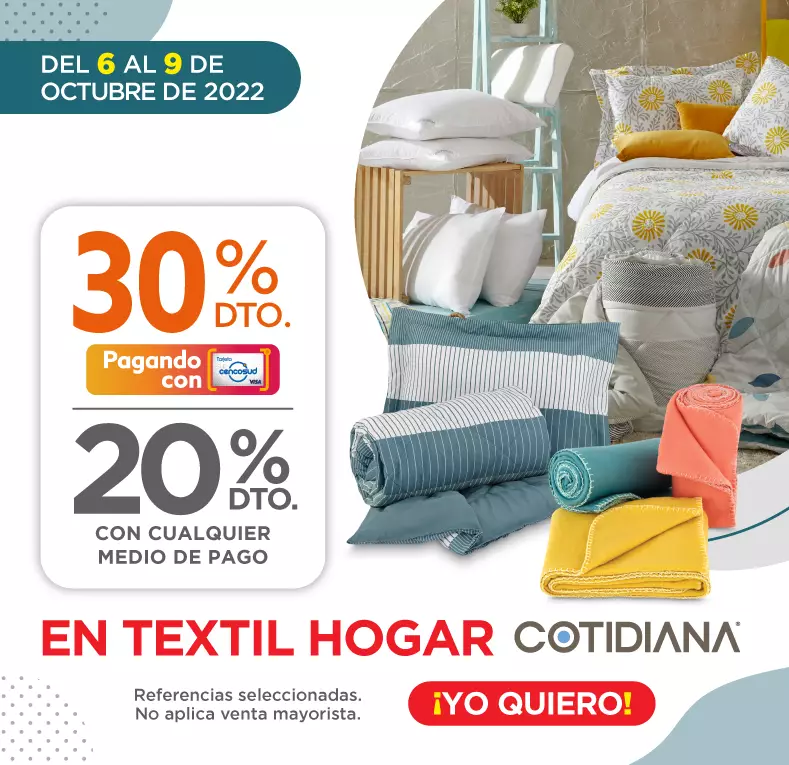 DEL 6 AL 9 DE
OCTUBRE DE 2022
30%
DTO.
Pagando
con
Tarjeta
cencosud
VISA
20%
DTO.
CON CUALQUIER
MEDIO DE PAGO
EN TEXTIL HOGAR COTIDIANA
Referencias seleccionadas.
No aplica venta mayorista.
¡YO QUIERO!